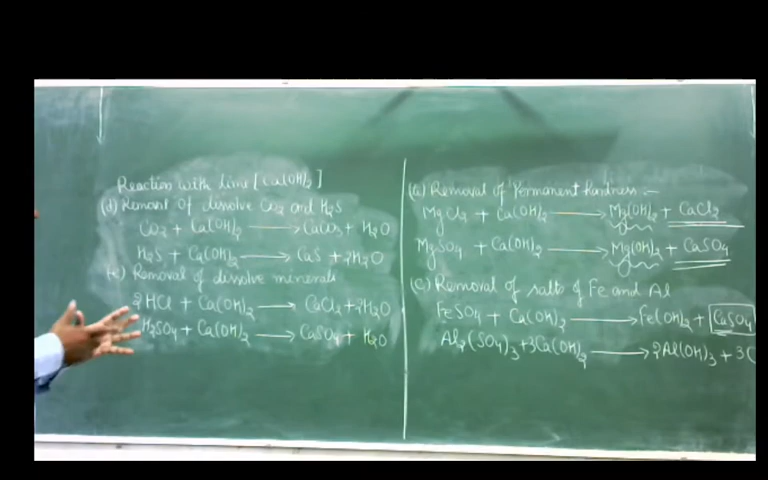 Reaction with lime [Ca(OH)₂]
(d) Removal of dissolve CO₂ and H₂S
CO₂ + Ca(OH)₂ → CaCO₃ + H₂O
H₂S + Ca(OH)₂ → CaS + 2H₂O
(e) Removal of dissolve minerals
2HCl + Ca(OH)₂ → CaCl₂ + 2H₂O
H₂SO₄ + Ca(OH)₂ → CaSO₄ + H₂O
(a) Removal of Permanent hardness –
MgCl₂ + Ca(OH)₂ → Mg(OH)₂ + CaCl₂
MgSO₄ + Ca(OH)₂ → Mg(OH)₂ + CaSO₄
(c) Removal of salts of Fe and Al
FeSO₄ + Ca(OH)₂ → Fe(OH)₂ + CaSO₄
Al₂(SO₄)₃ + 3Ca(OH)₂ → 2Al(OH)₃ + 3C